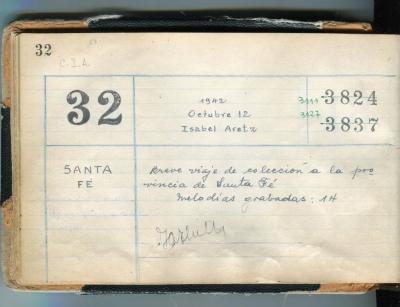 32
C.I.A.
32
1942
Octubre 12
Isabel Aretz
3111 3824
3127 3837
SANTA
FÉ
Breve viaje de colección a la pro-
vincia de Santa Fé
Melodías grabadas: 14